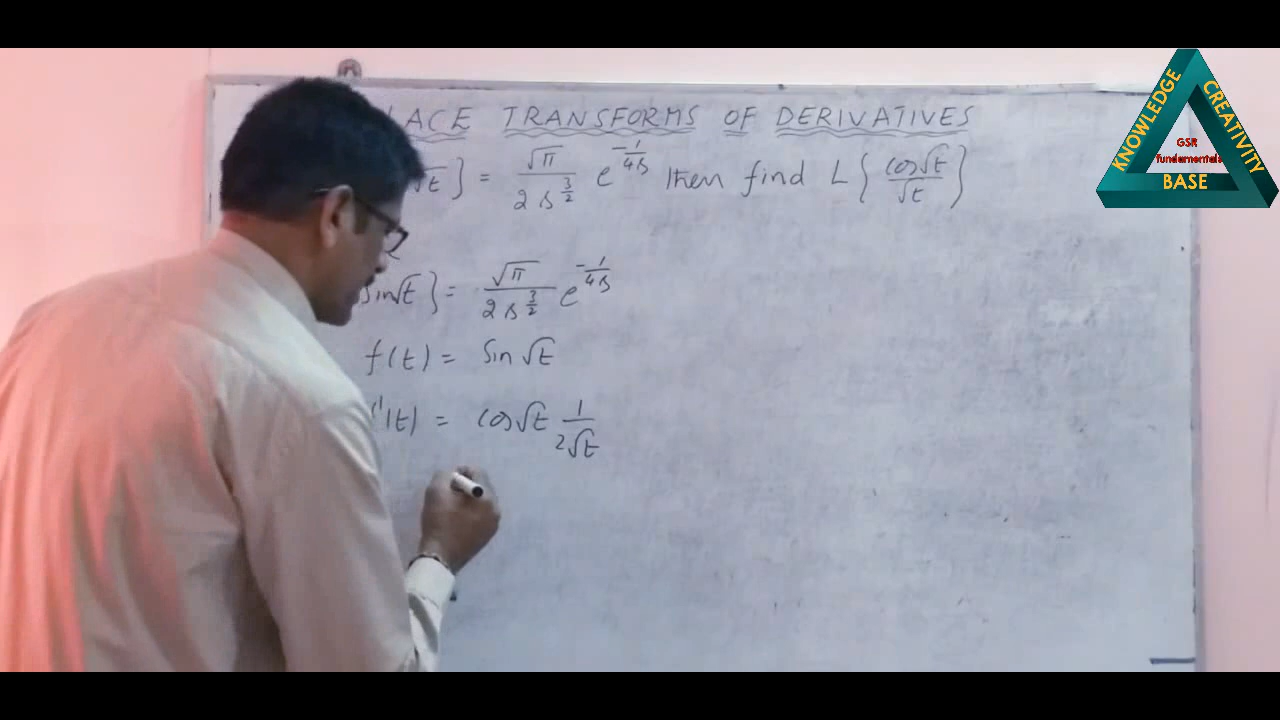 ACE TRANSFORMS OF DERIVATIVES
√t } = √π / 2 s^(3/2) e^(-1/4s) then find L { cos√t / √t }
sin√t } = √π / 2 s^(3/2) e^(-1/4s)
f(t) = Sin √t
'(t) = cos√t 1 / 2√t
KNOWLEDGE
CREATIVITY
GSR
fundamentals
BASE